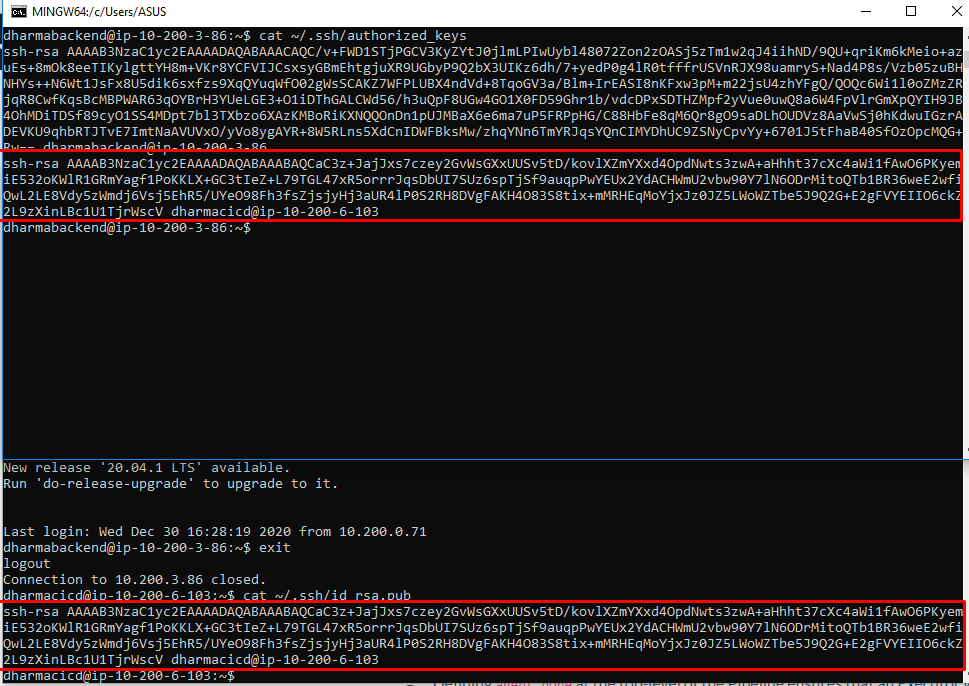 MINGW64:/c/Users/ASUS
dharmabackend@ip-10-200-3-86:~$ cat ~/.ssh/authorized_keys
ssh-rsa AAAAB3NzaC1yc2EAAAADAQABAAACAQC/v+FWD1STjPGCV3KyZYtJ0jlmLPIwUybl48072Zon2zOASj5zTm1w2qJ4iihND/9QU+qriKm6kMeio+az
uEs+8mOk8eeTIKylgttYH8m+VKr8YCFVIJCsxsyGBmEhtgjuXR9UGbyP9Q2bX3UIKz6dh/7+yedP0g4lR0tfffrUSVnRJX98uamryS+Nad4P8s/Vzb05zuBH
NHYs++N6Wt1JsFx8U5dik6sxfzs9XqQYuqWfO02gWsSCAKZ7WFPLUBX4ndVd+8TqoGV3a/Blm+IrEASI8nKFxw3pM+m22jsU4zhYFgQ/QOQc6Wi1l0oZMzZR
jqR8CwfKqsBcMBPWAR63qOYBrH3YUeLGE3+O1iDThGALCWd56/h3uQpF8UGw4GO1X0FD59Ghr1b/vdcDPxSDTHZMpf2yVue0uwQ8a6W4FpVlrGmXpQYIH9JB
4OhMDiTDSf89cyO1SS4MDpt7bl3TXbzo6XAzKMBoRiKXNQQOnDn1pUJMBaX6e6ma7uP5FRPpHG/C88HbFe8qM6Qr8gO9saDLhOUDVz8AaVwSj0hKdwuIGzrA
DEVKU9qhbRTJTvE7ImtNaAVUVxO/yVo8ygAYR+8W5RLns5XdCnIDWFBksMw/zhqYNn6TmYRJqsYQnCIMYDhUC9ZSNyCpvYy+6701J5tFhaB40SfOzOpcMQG+
Rw== dharmabackend@ip-10-200-3-86
ssh-rsa AAAAB3NzaC1yc2EAAAADAQABAAABAQCaC3z+JajJxs7czey2GvWsGXxUUSv5tD/kovlXZmYXxd4OpdNwts3zwA+aHhht37cXc4aWi1fAwO6PKyem
iE532oKWlR1GRmYagf1PoKKLX+GC3tIeZ+L79TGL47xR5orrrJqsDbUI7SUz6spTjSf9auqpPwYEUx2YdACHWmU2vbw90Y7lN6ODrMitoQTb1BR36weE2wfi
QwL2LE8Vdy5zWmdj6Vsj5EhR5/UYeO98Fh3fsZjsjyHj3aUR4lP0S2RH8DVgFAKH4O83S8tix+mMRHEqMoYjxJz0JZ5LWoWZTbe5J9Q2G+E2gFVYEIIO6ckZ
2L9zXinLBc1U1TjrWscV dharmacicd@ip-10-200-6-103
dharmabackend@ip-10-200-3-86:~$
New release '20.04.1 LTS' available.
Run 'do-release-upgrade' to upgrade to it.
Last login: Wed Dec 30 16:28:19 2020 from 10.200.0.71
dharmabackend@ip-10-200-3-86:~$ exit
logout
Connection to 10.200.3.86 closed.
dharmacicd@ip-10-200-6-103:~$ cat ~/.ssh/id_rsa.pub
ssh-rsa AAAAB3NzaC1yc2EAAAADAQABAAABAQCaC3z+JajJxs7czey2GvWsGXxUUSv5tD/kovlXZmYXxd4OpdNwts3zwA+aHhht37cXc4aWi1fAwO6PKyem
iE532oKWlR1GRmYagf1PoKKLX+GC3tIeZ+L79TGL47xR5orrrJqsDbUI7SUz6spTjSf9auqpPwYEUx2YdACHWmU2vbw90Y7lN6ODrMitoQTb1BR36weE2wfi
QwL2LE8Vdy5zWmdj6Vsj5EhR5/UYeO98Fh3fsZjsjyHj3aUR4lP0S2RH8DVgFAKH4O83S8tix+mMRHEqMoYjxJz0JZ5LWoWZTbe5J9Q2G+E2gFVYEIIO6ckZ
2L9zXinLBc1U1TjrWscV dharmacicd@ip-10-200-6-103
dharmacicd@ip-10-200-6-103:~$